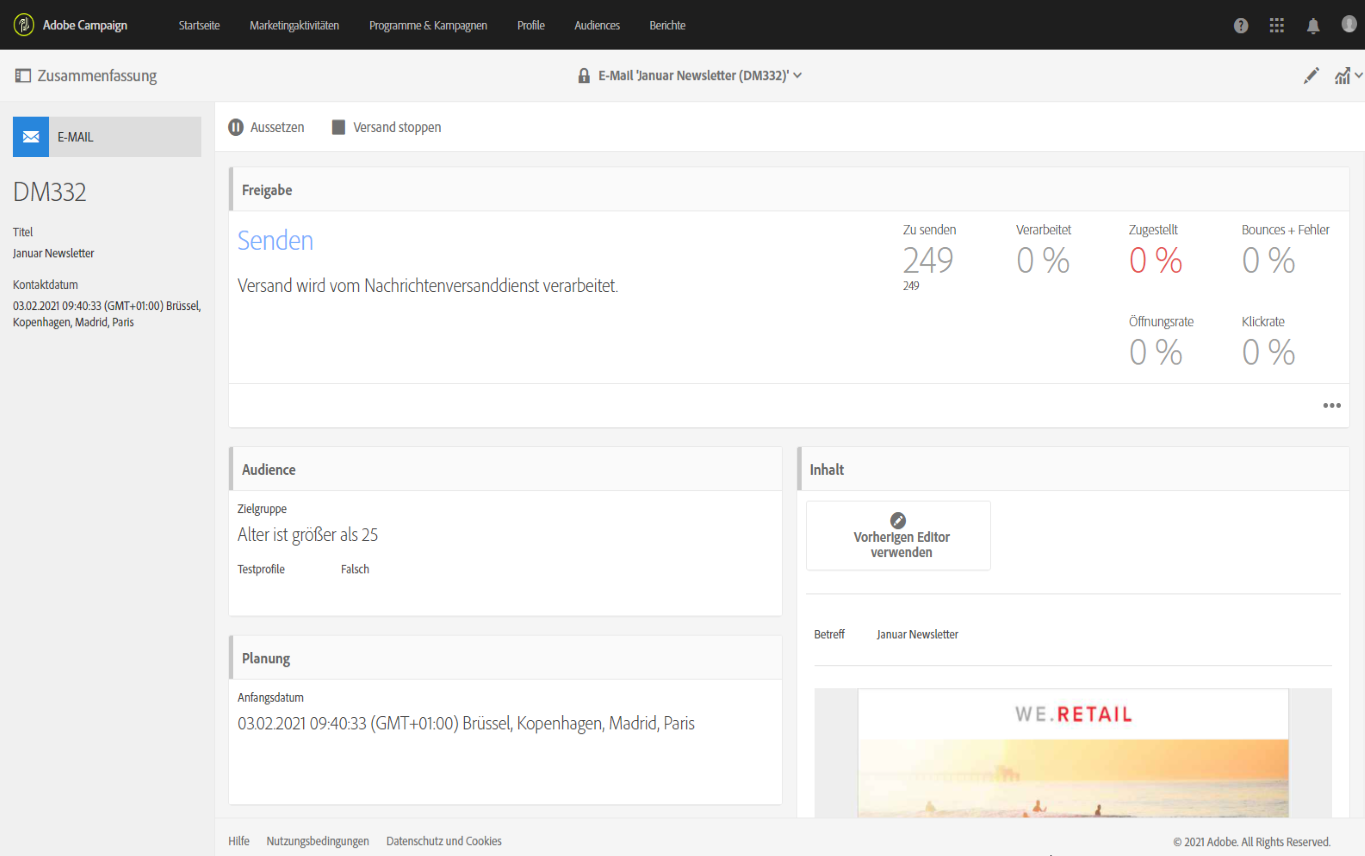 Adobe Campaign Startseite Marketingaktivitäten Programme & Kampagnen Profile Audiences Berichte
Zusammenfassung
E-Mail 'Januar Newsletter (DM332)'
E-MAIL
DM332
Titel
Januar Newsletter
Kontaktdatum
03.02.2021 09:40:33 (GMT+01:00) Brüssel,
Kopenhagen, Madrid, Paris
Aussetzen Versand stoppen
Freigabe
Senden
Versand wird vom Nachrichtenversanddienst verarbeitet.
Zu senden Verarbeitet Zugestellt Bounces + Fehler
249 0 % 0 % 0 %
249
Öffnungsrate Klickrate
0 % 0 %
Audience
Zielgruppe
Alter ist größer als 25
Testprofile Falsch
Planung
Anfangsdatum
03.02.2021 09:40:33 (GMT+01:00) Brüssel, Kopenhagen, Madrid, Paris
Inhalt
Vorherigen Editor
verwenden
Betreff Januar Newsletter
WE.RETAIL
Hilfe Nutzungsbedingungen Datenschutz und Cookies
© 2021 Adobe. All Rights Reserved.